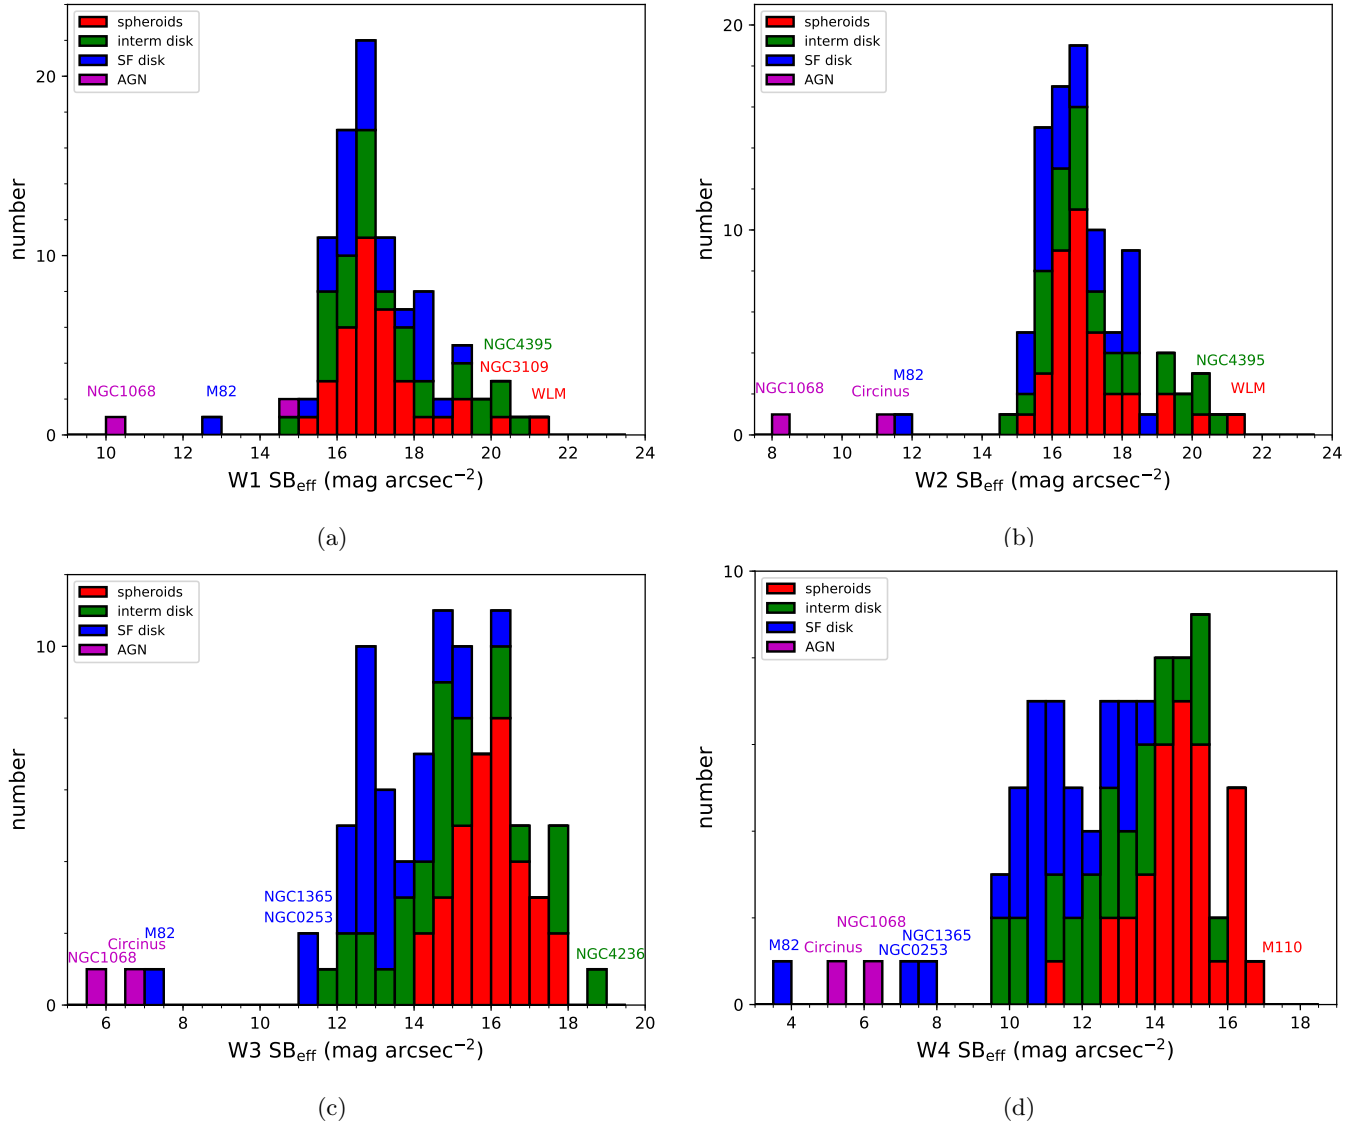 spheroids
interm disk
SF disk
AGN
20
10
0
number
NGC1068
M82
NGC4395
NGC3109
WLM
10 12 14 16 18 20 22 24
W1 SB_eff (mag arcsec⁻²)
(a)
spheroids
interm disk
SF disk
AGN
20
10
0
number
NGC1068
Circinus
M82
NGC4395
WLM
8 10 12 14 16 18 20 22 24
W2 SB_eff (mag arcsec⁻²)
(b)
spheroids
interm disk
SF disk
AGN
10
0
number
NGC1068
Circinus
M82
NGC1365
NGC0253
NGC4236
6 8 10 12 14 16 18 20
W3 SB_eff (mag arcsec⁻²)
(c)
spheroids
interm disk
SF disk
AGN
10
0
number
M82
Circinus
NGC1068
NGC1365
NGC0253
M110
4 6 8 10 12 14 16 18
W4 SB_eff (mag arcsec⁻²)
(d)